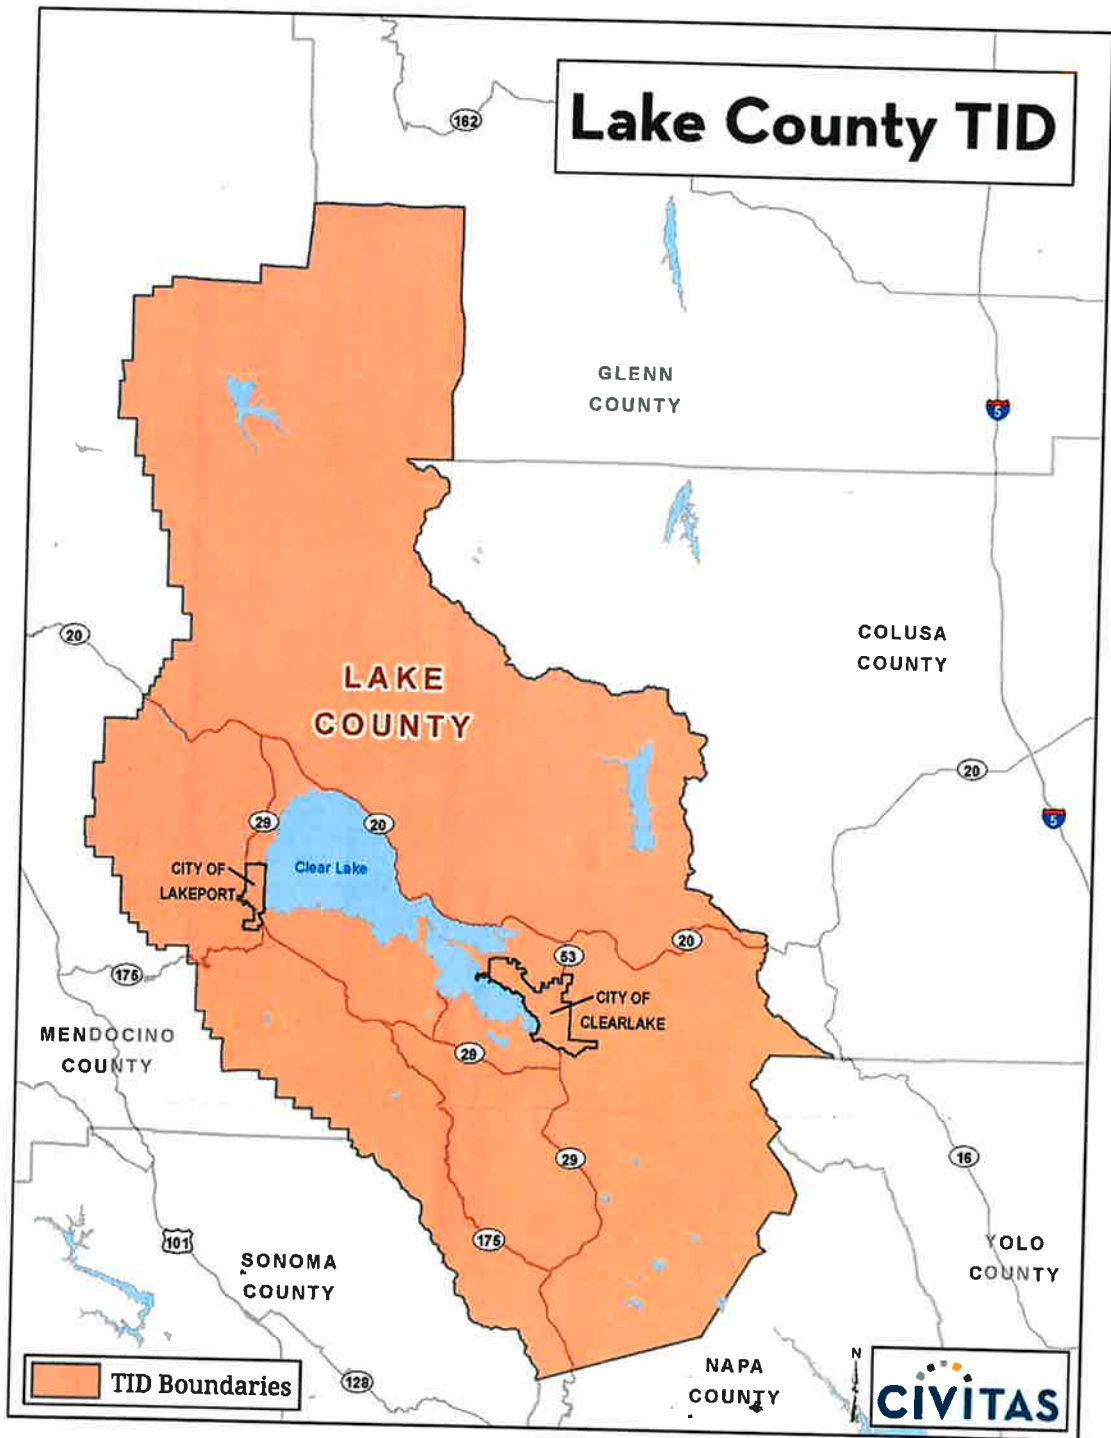 Lake County TID
162
GLENN
COUNTY
5
20
COLUSA
COUNTY
LAKE
COUNTY
20
29
20
5
CITY OF
LAKEPORT
Clear Lake
20
53
175
CITY OF
CLEARLAKE
MENDOCINO
COUNTY
29
29
16
175
101
YOLO
COUNTY
SONOMA
COUNTY
TID Boundaries
128
NAPA
COUNTY
N
CIVITAS